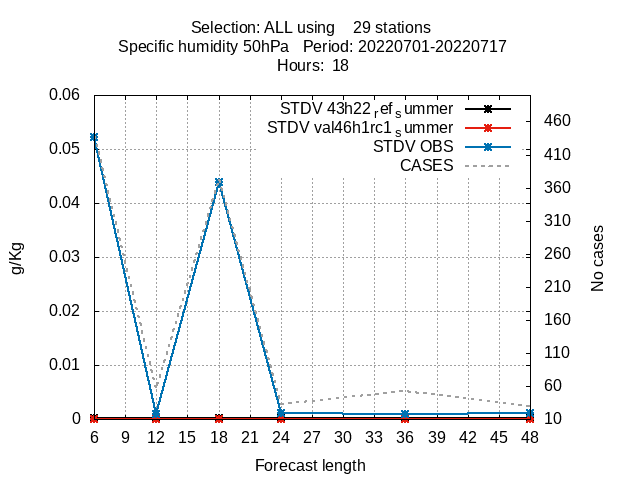 Selection: ALL using 29 stations
Specific humidity 50hPa Period: 20220701-20220717
Hours: 18
STDV 43h22ref summer
STDV val46h1rc1summer
STDV OBS
CASES
0.06
0.05
0.04
0.03
0.02
0.01
0
g/Kg
460
410
360
310
260
210
160
110
60
10
No cases
6 9 12 15 18 21 24 27 30 33 36 39 42 45 48
Forecast length